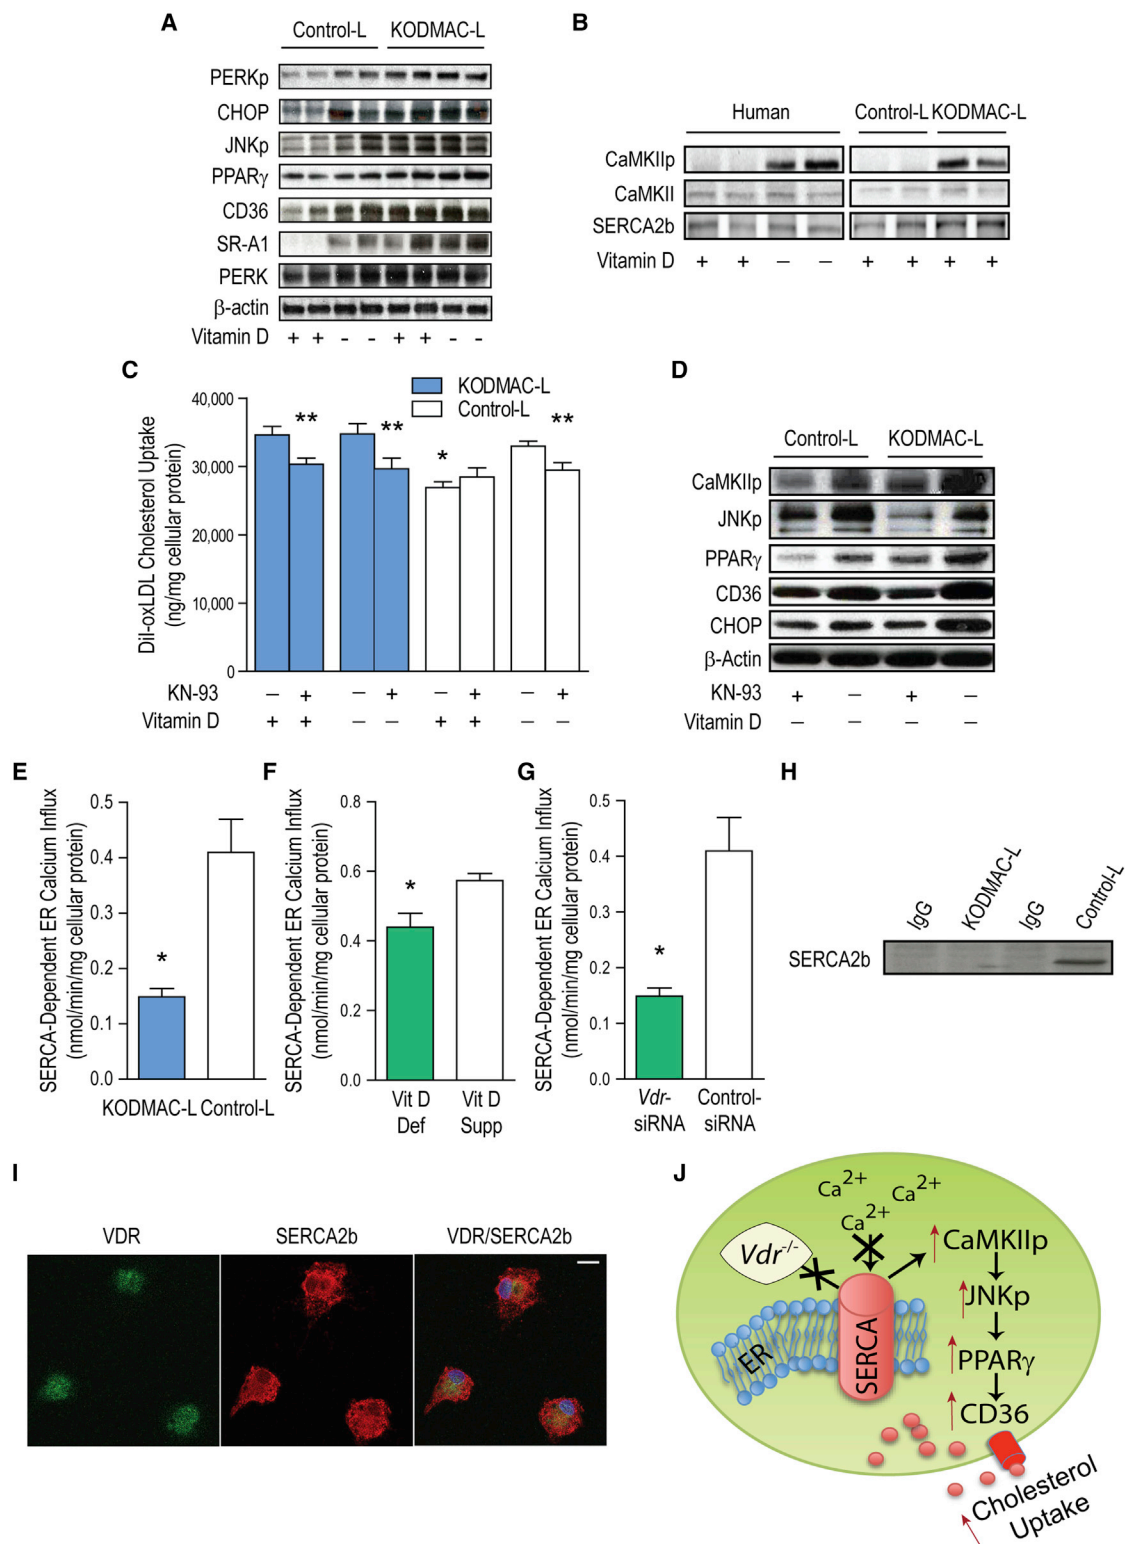 A
Control-L KODMAC-L
PERKp
CHOP
JNKp
PPARγ
CD36
SR-A1
PERK
β-actin
Vitamin D + + - - + + - -
B
Human Control-L KODMAC-L
CaMKIIp
CaMKII
SERCA2b
Vitamin D + + − − + + + +
C
KODMAC-L
Control-L
DiI-oxLDL Cholesterol Uptake
(ng/mg cellular protein)
40,000
30,000
20,000
10,000
0
** ** * **
KN-93 − + − + − + − +
Vitamin D + + − − + + − −
D
Control-L KODMAC-L
CaMKIIp
JNKp
PPARγ
CD36
CHOP
β-Actin
KN-93 + − + −
Vitamin D − − − −
E
SERCA-Dependent ER Calcium Influx
(nmol/min/mg cellular protein)
0.5
0.4
0.3
0.2
0.1
0.0
*
KODMAC-L Control-L
F
SERCA-Dependent ER Calcium Influx
(nmol/min/mg cellular protein)
0.8
0.6
0.4
0.2
0.0
*
Vit D Vit D
Def Supp
G
SERCA-Dependent ER Calcium Influx
(nmol/min/mg cellular protein)
0.5
0.4
0.3
0.2
0.1
0.0
*
Vdr- Control-
siRNA siRNA
H
IgG KODMAC-L IgG Control-L
SERCA2b
I
VDR SERCA2b VDR/SERCA2b
J
Ca2+ Ca2+
Ca2+
Vdr-/-
CaMKIIp
JNKp
PPARγ
CD36
ER
SERCA
Cholesterol
Uptake